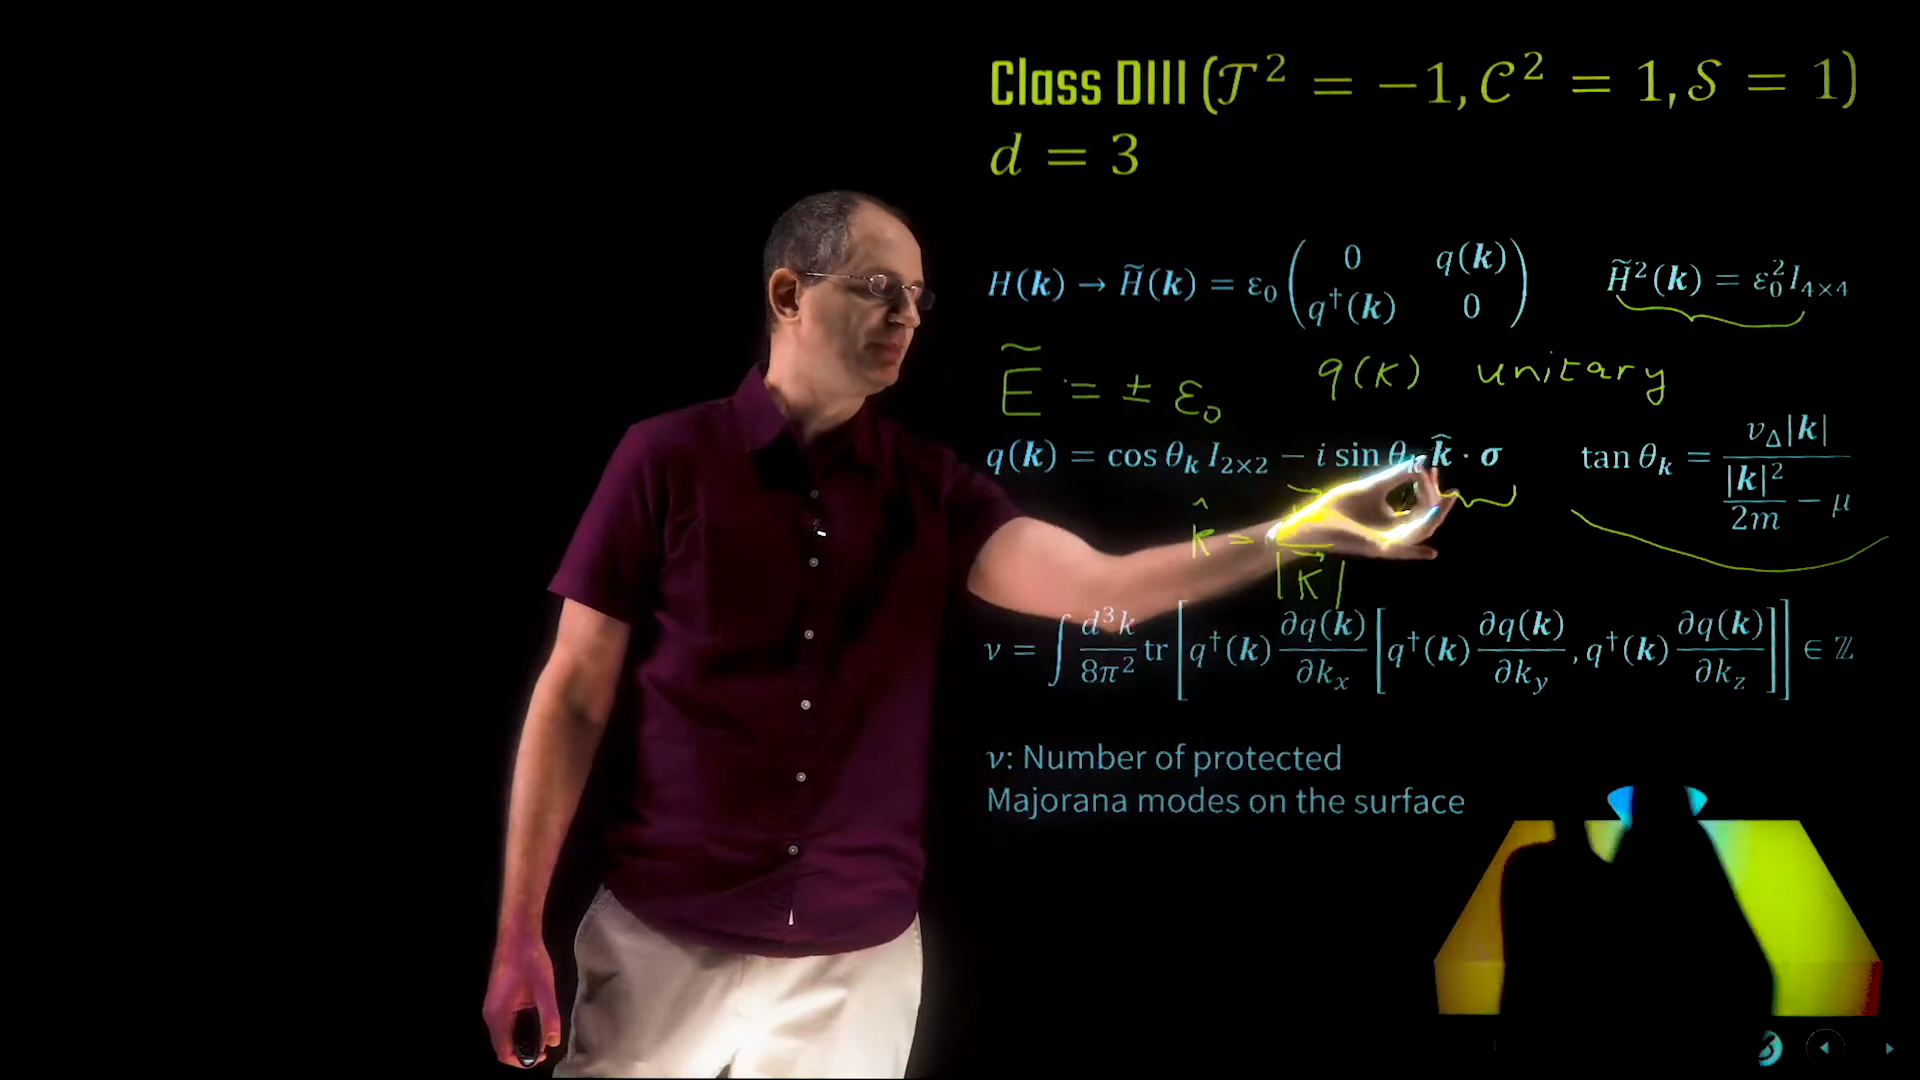 Class DIII (𝒯² = −1, 𝒞² = 1, 𝒮 = 1)
d = 3
H(k) → H̃(k) = ε₀ ( 0 q(k) ; q†(k) 0 ) H̃²(k) = ε₀² I₄ₓ₄
Ẽ = ± ε₀ q(k) unitary
q(k) = cos θₖ I₂ₓ₂ − i sin θₖ k̂ · σ tan θₖ = v_Δ|k| / (|k|²/2m − μ)
k̂ =
|k⃗|
ν = ∫ d³k/8π² tr [ q†(k) ∂q(k)/∂kₓ [ q†(k) ∂q(k)/∂k_y , q†(k) ∂q(k)/∂k_z ] ] ∈ ℤ
ν: Number of protected
Majorana modes on the surface